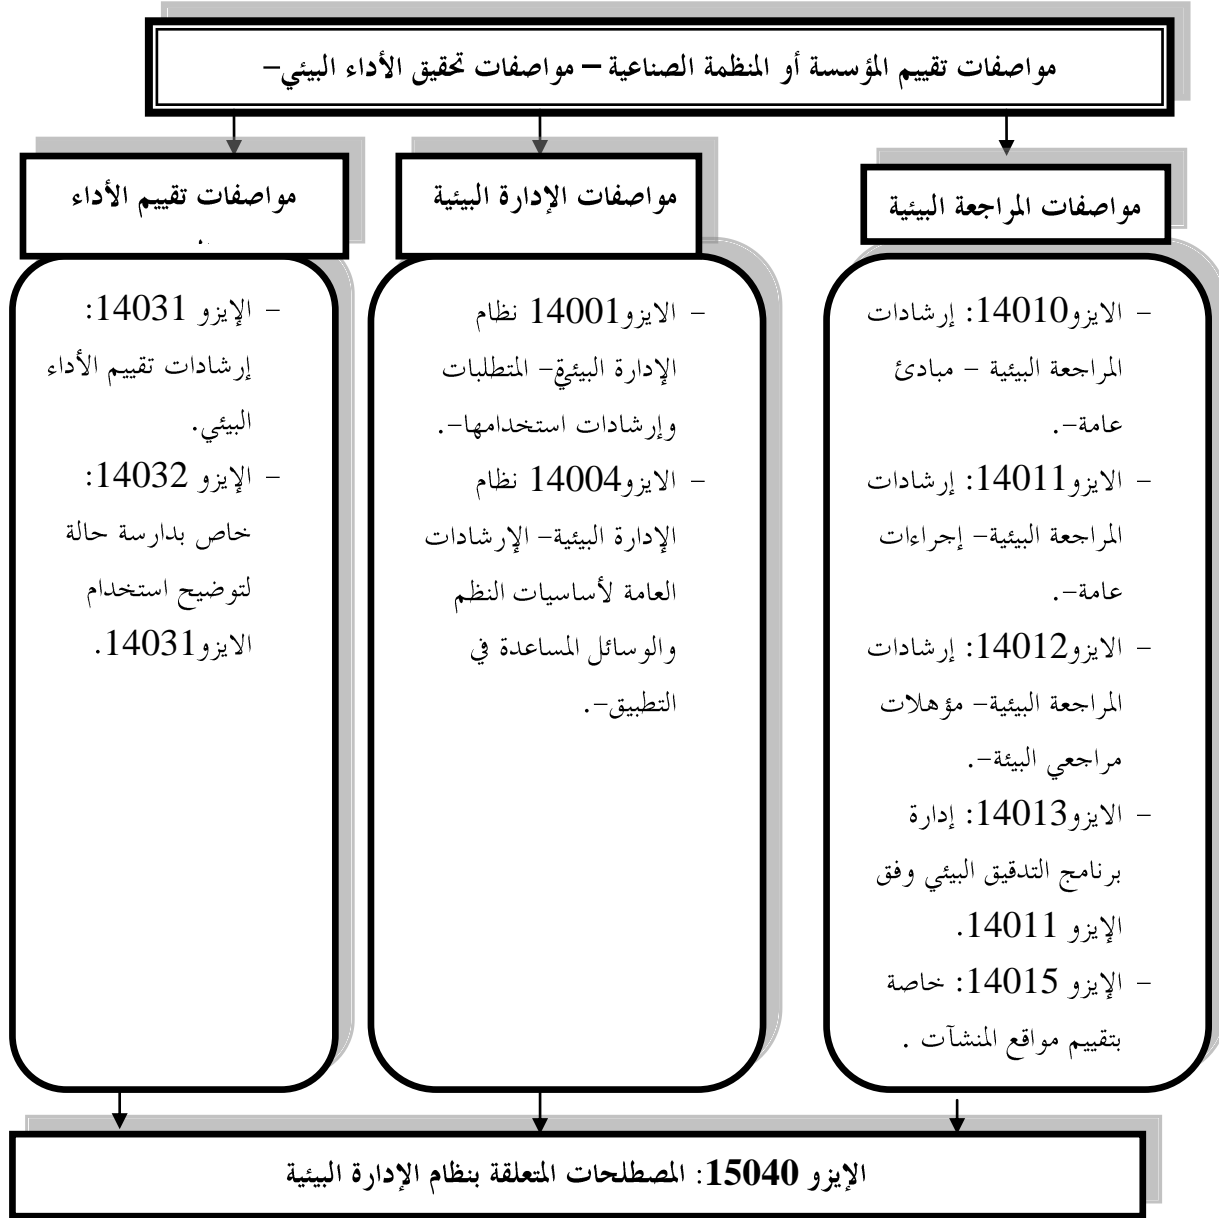 مواصفات تقييم المؤسسة أو المنظمة الصناعية – مواصفات تحقيق الأداء البيئي–
مواصفات المراجعة البيئية
مواصفات الإدارة البيئية
مواصفات تقييم الأداء
– الايزو14010: إرشادات
المراجعة البيئية – مبادئ
عامة–.
– الايزو14011: إرشادات
المراجعة البيئية– إجراءات
عامة–.
– الايزو14012: إرشادات
المراجعة البيئية– مؤهلات
مراجعي البيئة–.
– الايزو14013: إدارة
برنامج التدقيق البيئي وفق
الإيزو 14011.
– الإيزو 14015: خاصة
بتقييم مواقع المنشآت .
– الايزو14001 نظام
الإدارة البيئية– المتطلبات
وإرشادات استخدامها–.
– الايزو14004 نظام
الإدارة البيئية– الإرشادات
العامة لأساسيات النظم
والوسائل المساعدة في
التطبيق–.
– الإيزو 14031:
إرشادات تقييم الأداء
البيئي.
– الإيزو 14032:
خاص بدارسة حالة
لتوضيح استخدام
الايزو14031.
الإيزو 15040: المصطلحات المتعلقة بنظام الإدارة البيئية